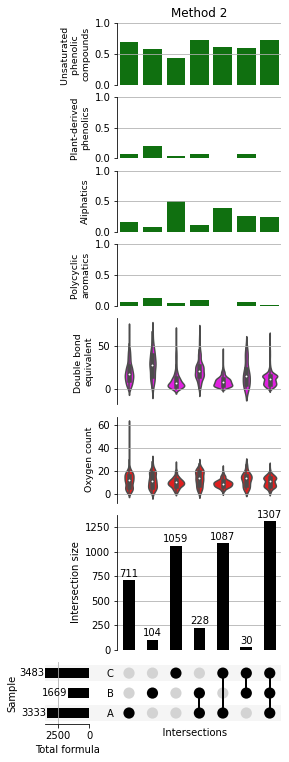 Method 2
Unsaturated
phenolic
compounds
1.0
0.5
0.0
Plant-derived
phenolics
1.0
0.5
0.0
Aliphatics
1.0
0.5
0.0
Polycyclic
aromatics
1.0
0.5
0.0
Double bond
equivalent
50
0
Oxygen count
60
40
20
0
Intersection size
1250
1000
750
500
250
0
711
104
1059
228
1087
30
1307
Sample
3483
C
1669
B
3333
A
2500
0
Total formula
Intersections